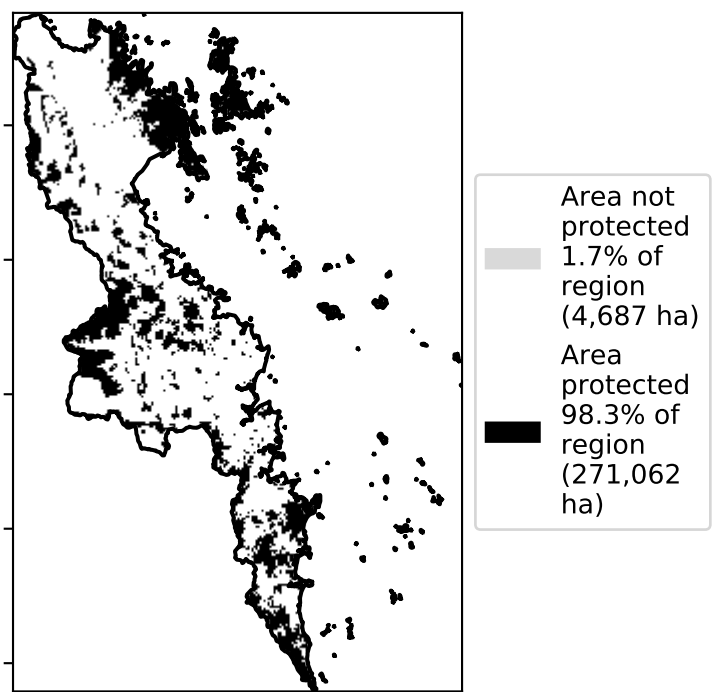 Area not
protected
1.7% of
region
(4,687 ha)
Area
protected
98.3% of
region
(271,062
ha)